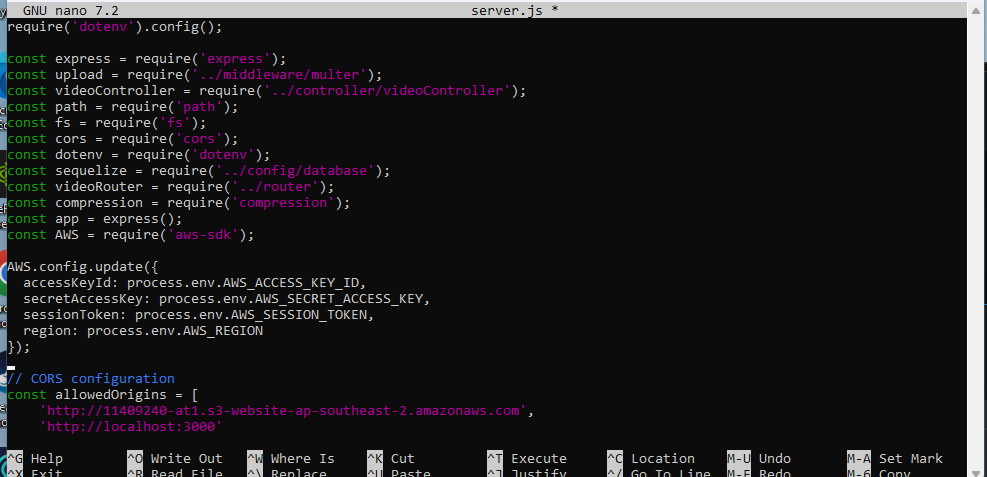 GNU nano 7.2 server.js *
require('dotenv').config();
const express = require('express');
const upload = require('../middleware/multer');
const videoController = require('../controller/videoController');
const path = require('path');
const fs = require('fs');
const cors = require('cors');
const dotenv = require('dotenv');
const sequelize = require('../config/database');
const videoRouter = require('../router');
const compression = require('compression');
const app = express();
const AWS = require('aws-sdk');
AWS.config.update({
  accessKeyId: process.env.AWS_ACCESS_KEY_ID,
  secretAccessKey: process.env.AWS_SECRET_ACCESS_KEY,
  sessionToken: process.env.AWS_SESSION_TOKEN,
  region: process.env.AWS_REGION
});
// CORS configuration
const allowedOrigins = [
    'http://11409240-at1.s3-website-ap-southeast-2.amazonaws.com',
    'http://localhost:3000'
^G Help ^O Write Out ^W Where Is ^K Cut ^T Execute ^C Location M-U Undo M-A Set Mark
^X Exit ^R Read File ^\ Replace ^U Paste ^J Justify ^/ Go To Line M-E Redo M-6 Copy